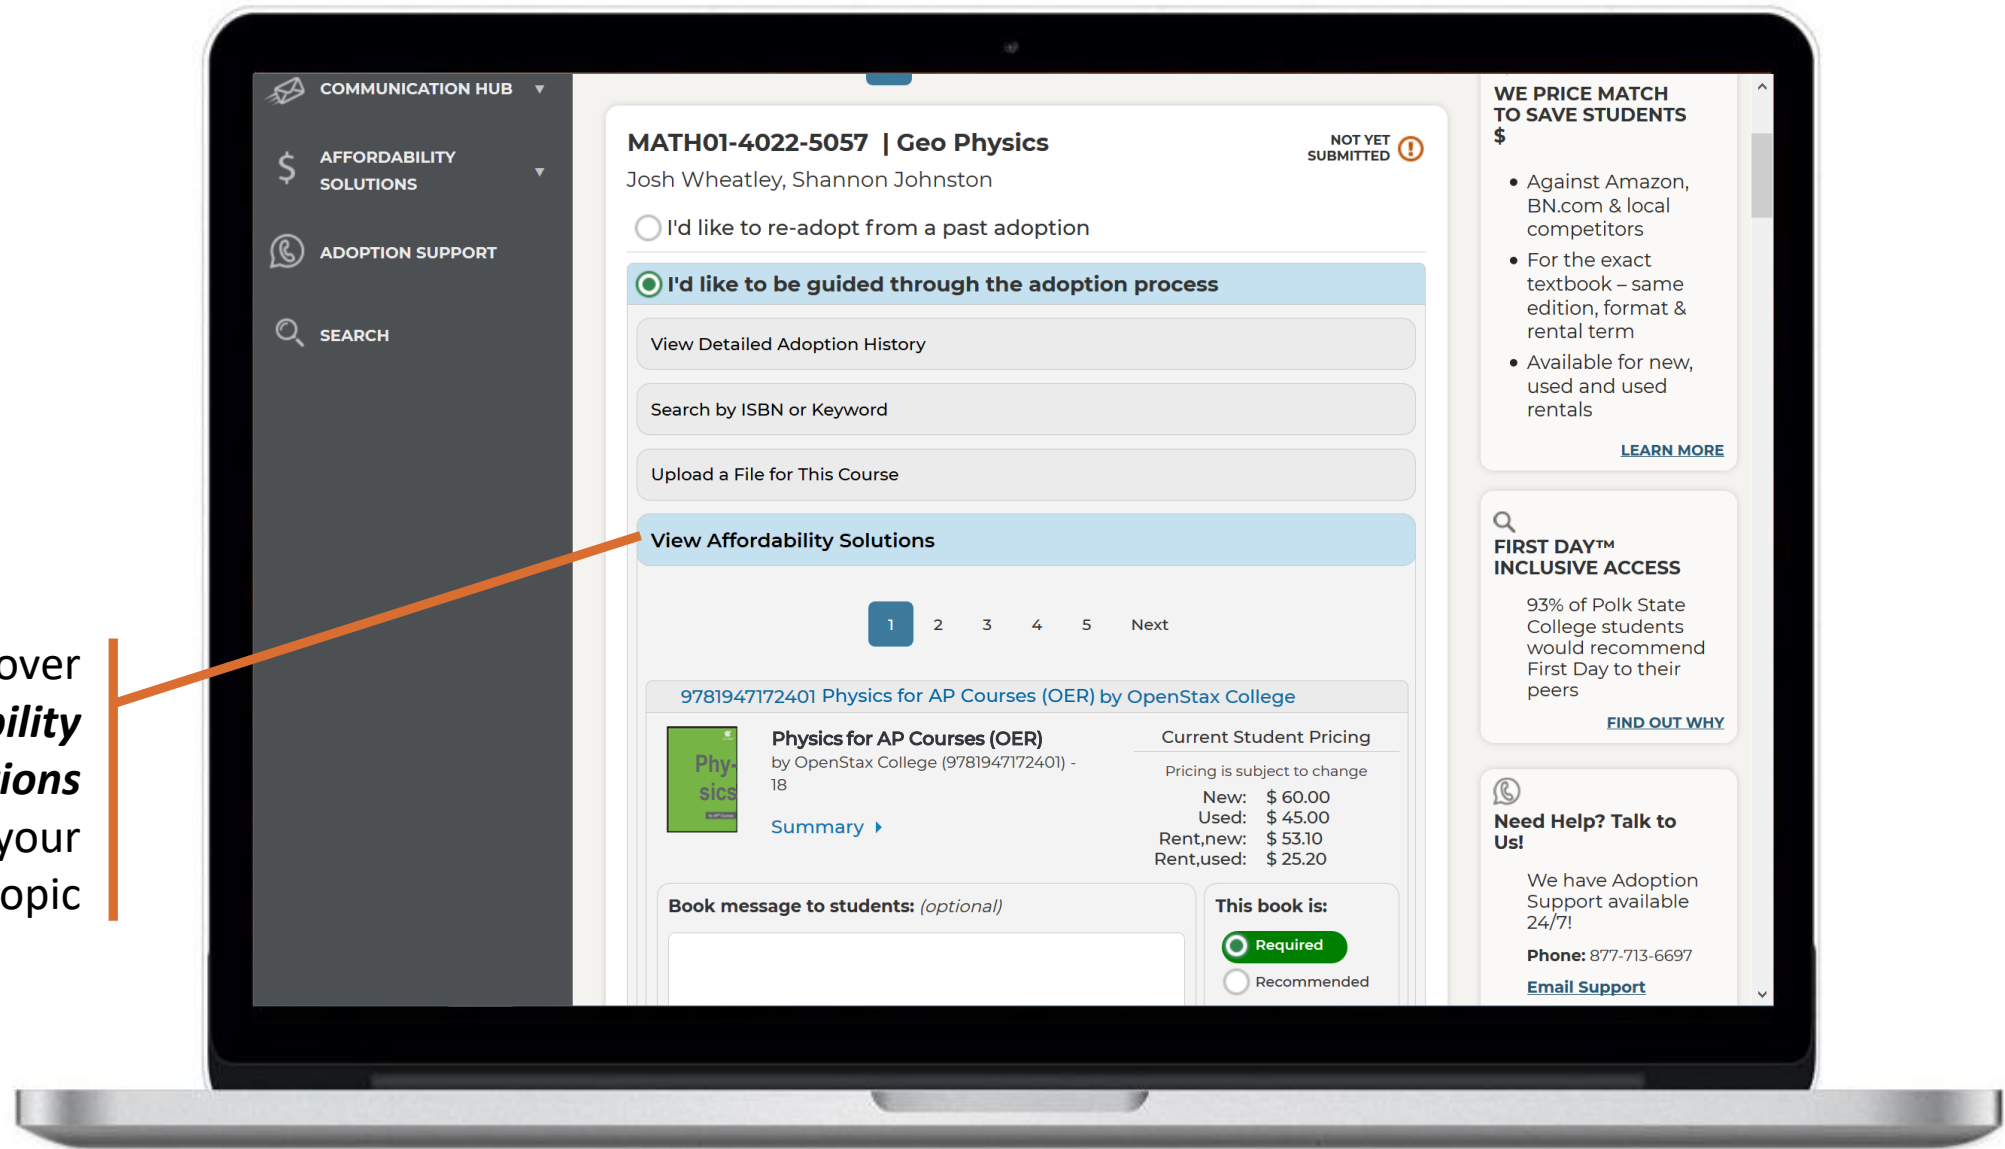 COMMUNICATION HUB
AFFORDABILITY
SOLUTIONS
ADOPTION SUPPORT
SEARCH
over
bility
tions
your
opic
MATH01-4022-5057 | Geo Physics
NOT YET
SUBMITTED
Josh Wheatley, Shannon Johnston
I'd like to re-adopt from a past adoption
I'd like to be guided through the adoption process
View Detailed Adoption History
Search by ISBN or Keyword
Upload a File for This Course
View Affordability Solutions
1 2 3 4 5 Next
9781947172401 Physics for AP Courses (OER) by OpenStax College
Phy-
sics
Physics for AP Courses (OER)
by OpenStax College (9781947172401) -
18
Summary
Current Student Pricing
Pricing is subject to change
New: $ 60.00
Used: $ 45.00
Rent,new: $ 53.10
Rent,used: $ 25.20
Book message to students: (optional)
This book is:
Required
Recommended
WE PRICE MATCH
TO SAVE STUDENTS
$
• Against Amazon,
BN.com & local
competitors
• For the exact
textbook – same
edition, format &
rental term
• Available for new,
used and used
rentals
LEARN MORE
FIRST DAY™
INCLUSIVE ACCESS
93% of Polk State
College students
would recommend
First Day to their
peers
FIND OUT WHY
Need Help? Talk to
Us!
We have Adoption
Support available
24/7!
Phone: 877-713-6697
Email Support